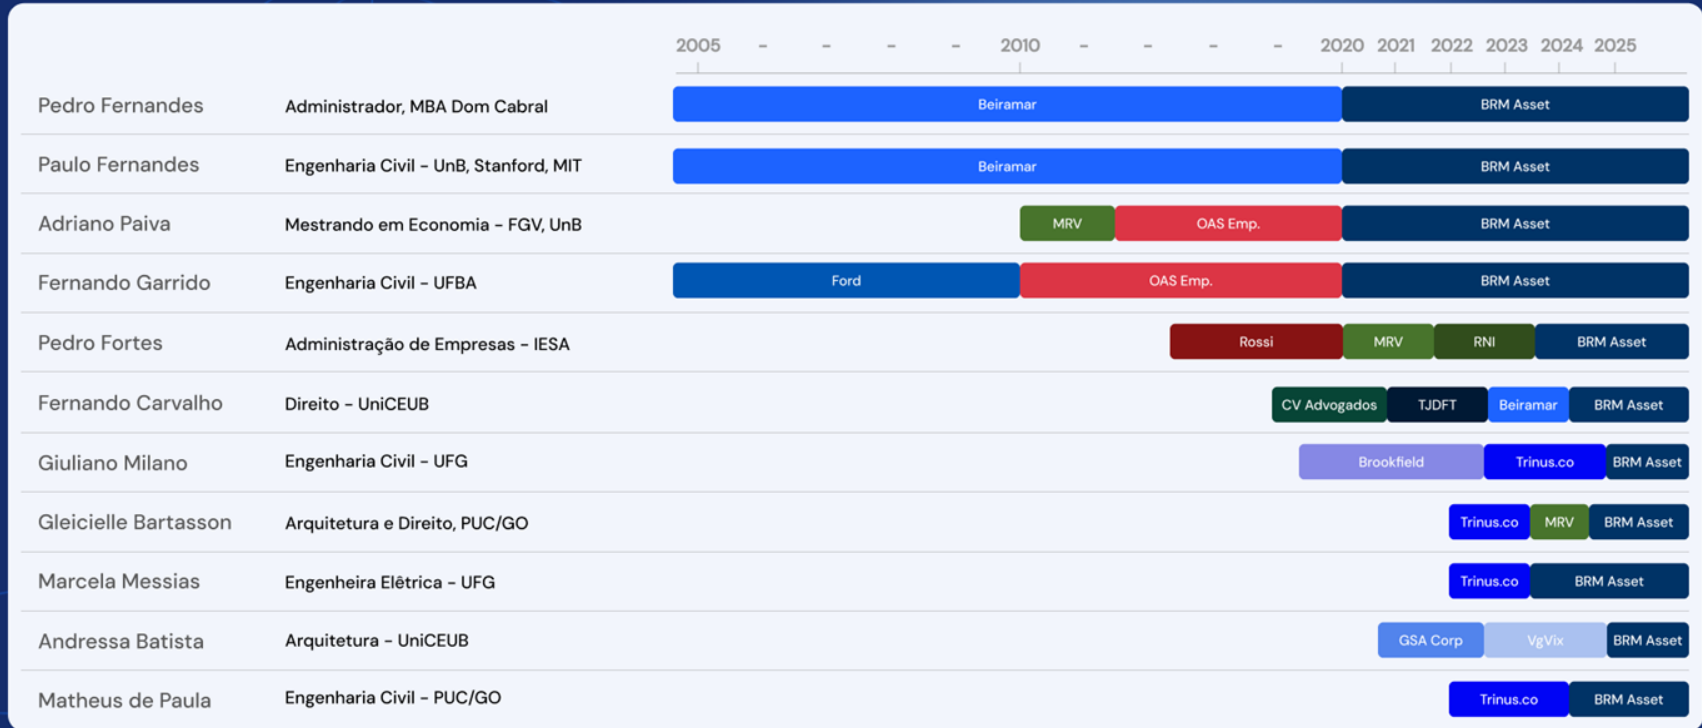 2005 - - - - 2010 - - - - 2020 2021 2022 2023 2024 2025
Pedro Fernandes Administrador, MBA Dom Cabral Beiramar BRM Asset
Paulo Fernandes Engenharia Civil - UnB, Stanford, MIT Beiramar BRM Asset
Adriano Paiva Mestrando em Economia - FGV, UnB MRV OAS Emp. BRM Asset
Fernando Garrido Engenharia Civil - UFBA Ford OAS Emp. BRM Asset
Pedro Fortes Administração de Empresas - IESA Rossi MRV RNI BRM Asset
Fernando Carvalho Direito - UniCEUB CV Advogados TJDFT Beiramar BRM Asset
Giuliano Milano Engenharia Civil - UFG Brookfield Trinus.co BRM Asset
Gleicielle Bartasson Arquitetura e Direito, PUC/GO Trinus.co MRV BRM Asset
Marcela Messias Engenheira Elêtrica - UFG Trinus.co BRM Asset
Andressa Batista Arquitetura - UniCEUB GSA Corp VgVix BRM Asset
Matheus de Paula Engenharia Civil - PUC/GO Trinus.co BRM Asset